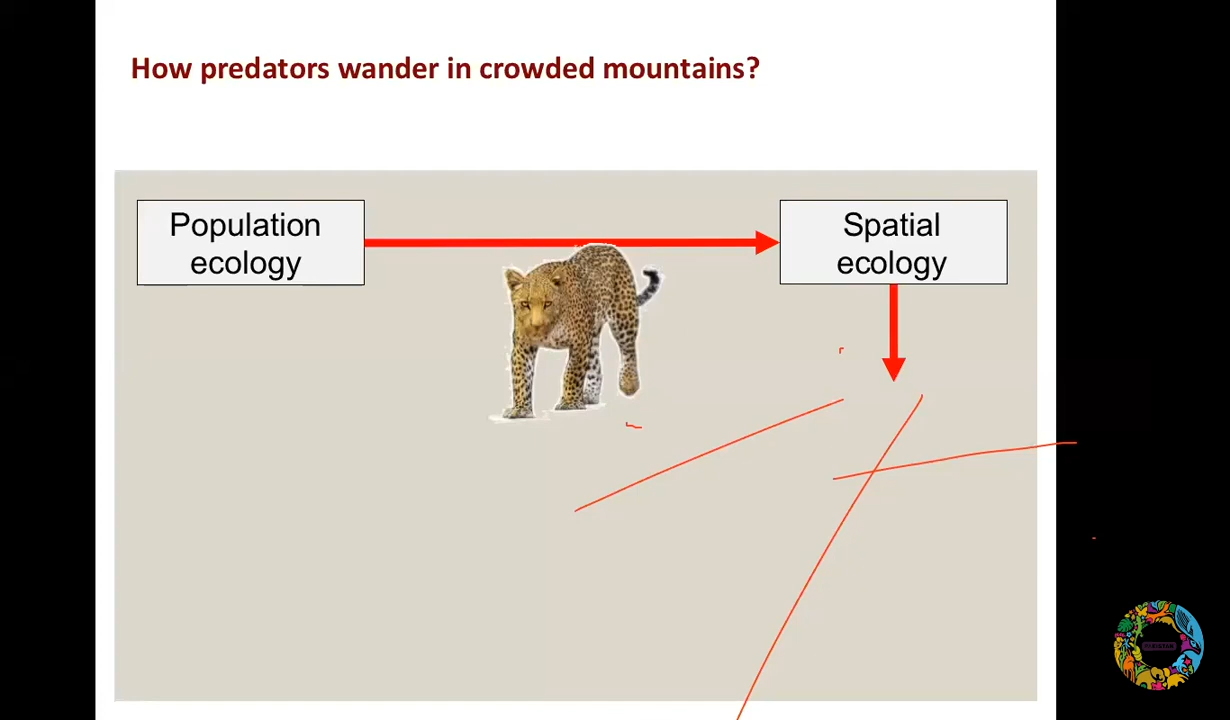 How predators wander in crowded mountains?
Population
ecology
Spatial
ecology